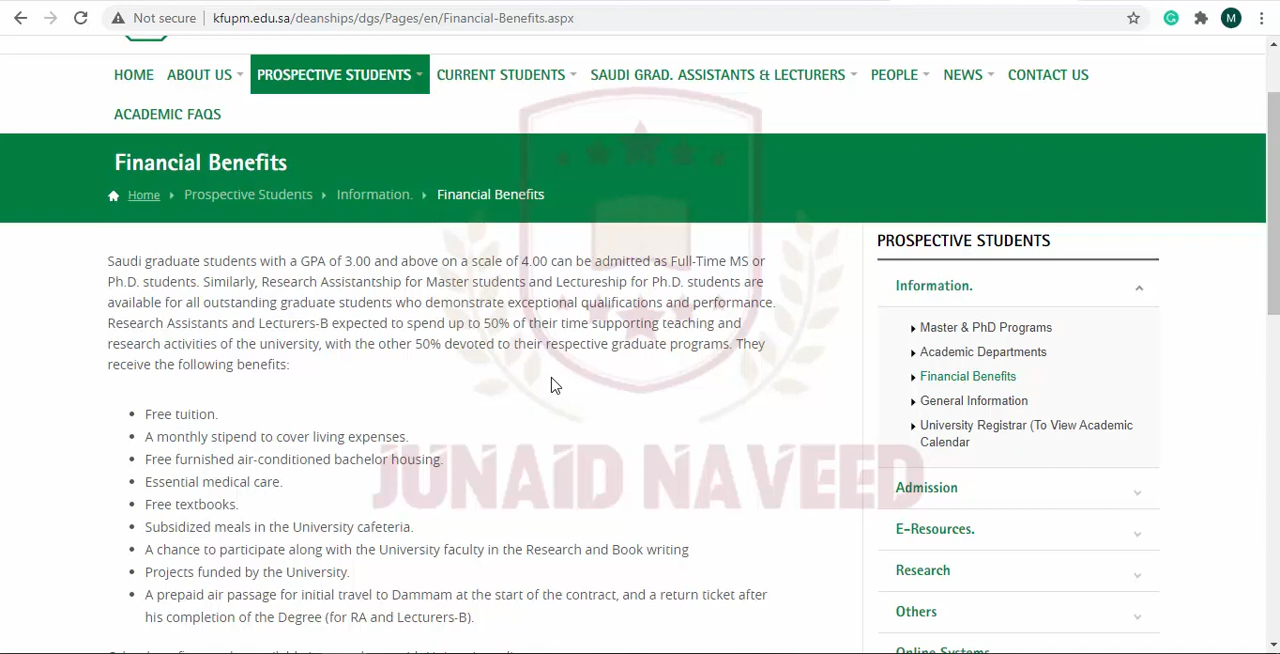 Not secure
kfupm.edu.sa/deanships/dgs/Pages/en/Financial-Benefits.aspx
M
HOME ABOUT US PROSPECTIVE STUDENTS CURRENT STUDENTS SAUDI GRAD. ASSISTANTS & LECTURERS PEOPLE NEWS CONTACT US
ACADEMIC FAQS
Financial Benefits
Home Prospective Students Information. Financial Benefits
Saudi graduate students with a GPA of 3.00 and above on a scale of 4.00 can be admitted as Full-Time MS or
Ph.D. students. Similarly, Research Assistantship for Master students and Lectureship for Ph.D. students are
available for all outstanding graduate students who demonstrate exceptional qualifications and performance.
Research Assistants and Lecturers-B expected to spend up to 50% of their time supporting teaching and
research activities of the university, with the other 50% devoted to their respective graduate programs. They
receive the following benefits:
Free tuition.
A monthly stipend to cover living expenses.
Free furnished air-conditioned bachelor housing.
Essential medical care.
Free textbooks.
Subsidized meals in the University cafeteria.
A chance to participate along with the University faculty in the Research and Book writing
Projects funded by the University.
A prepaid air passage for initial travel to Dammam at the start of the contract, and a return ticket after
his completion of the Degree (for RA and Lecturers-B).
PROSPECTIVE STUDENTS
Information.
Master & PhD Programs
Academic Departments
Financial Benefits
General Information
University Registrar (To View Academic
Calendar
Admission
E-Resources.
Research
Others
Online Systems
JUNAID NAVEED